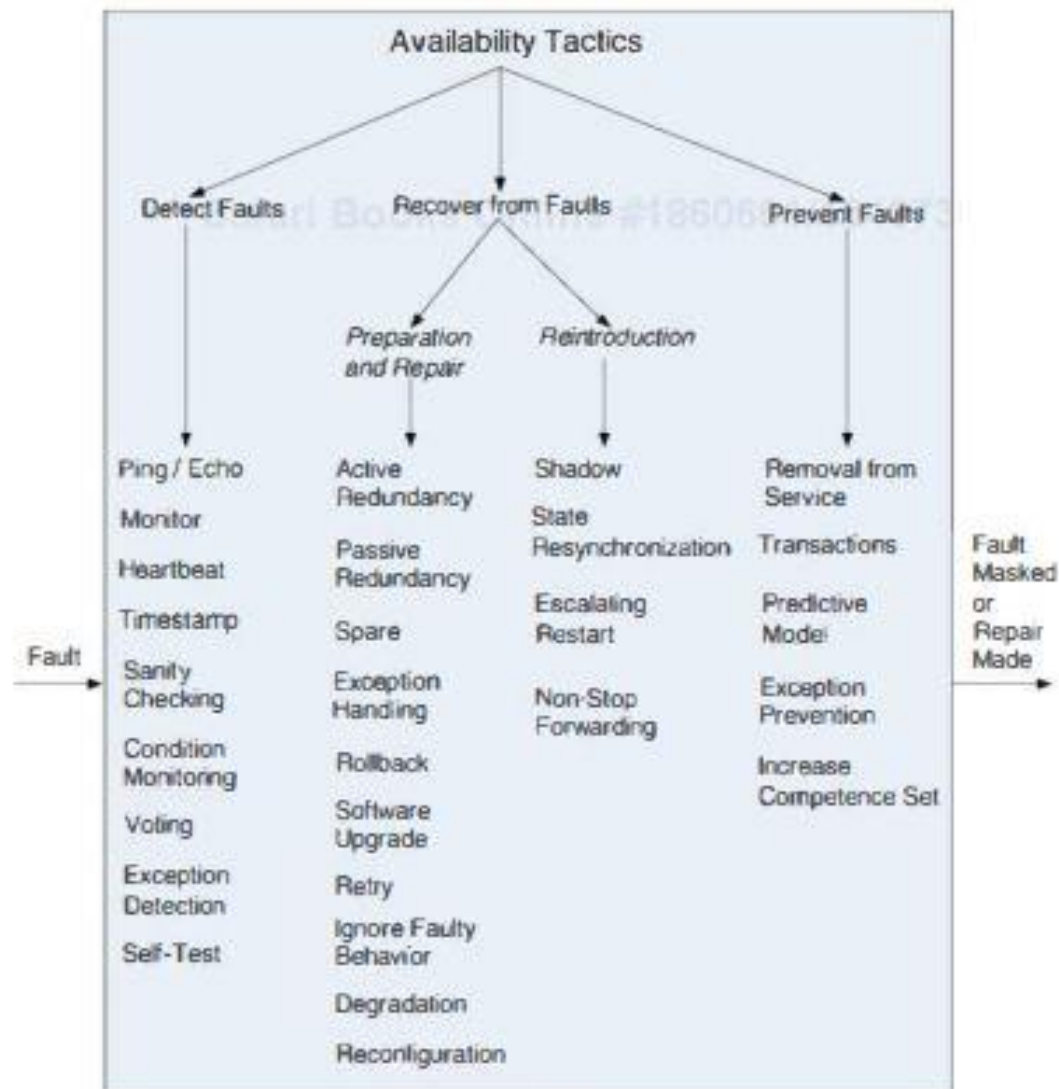 Availability Tactics
Detect Faults
Recover from Faults
Prevent Faults
Preparation
and Repair
Reintroduction
Ping / Echo
Monitor
Heartbeat
Timestamp
Sanity
Checking
Condition
Monitoring
Voting
Exception
Detection
Self-Test
Active
Redundancy
Passive
Redundancy
Spare
Exception
Handling
Rollback
Software
Upgrade
Retry
Ignore Faulty
Behavior
Degradation
Reconfiguration
Shadow
State
Resynchronization
Escalating
Restart
Non-Stop
Forwarding
Removal from
Service
Transactions
Predictive
Model
Exception
Prevention
Increase
Competence Set
Fault
Fault
Masked
or
Repair
Made